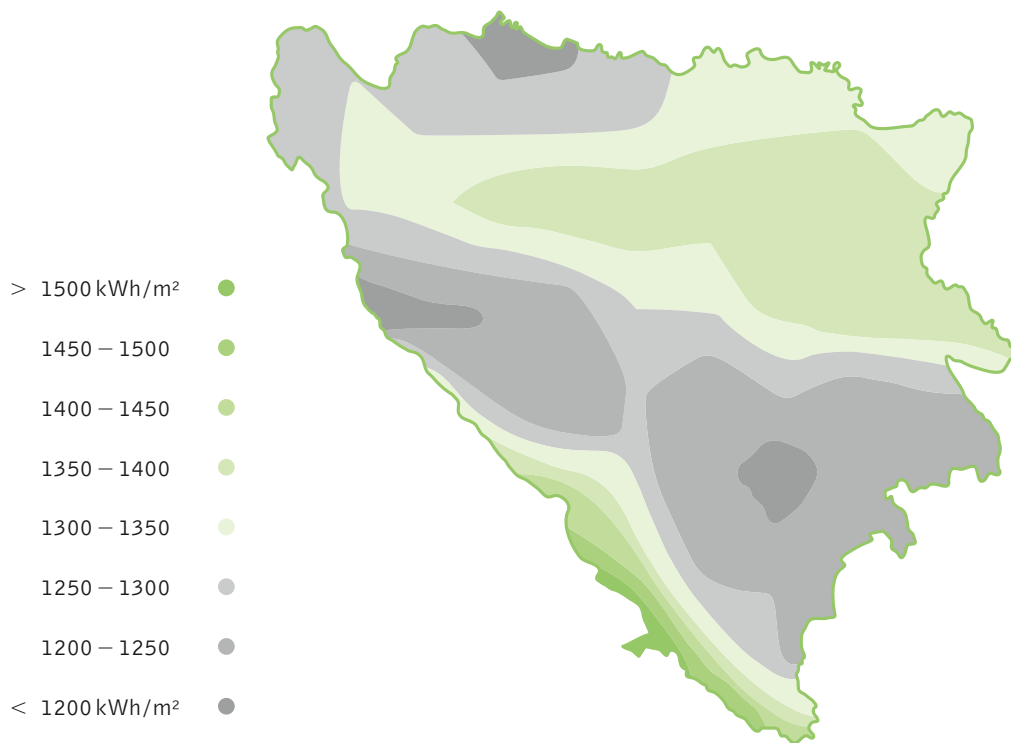 > 1500 kWh/m²
1450 – 1500
1400 – 1450
1350 – 1400
1300 – 1350
1250 – 1300
1200 – 1250
< 1200 kWh/m²